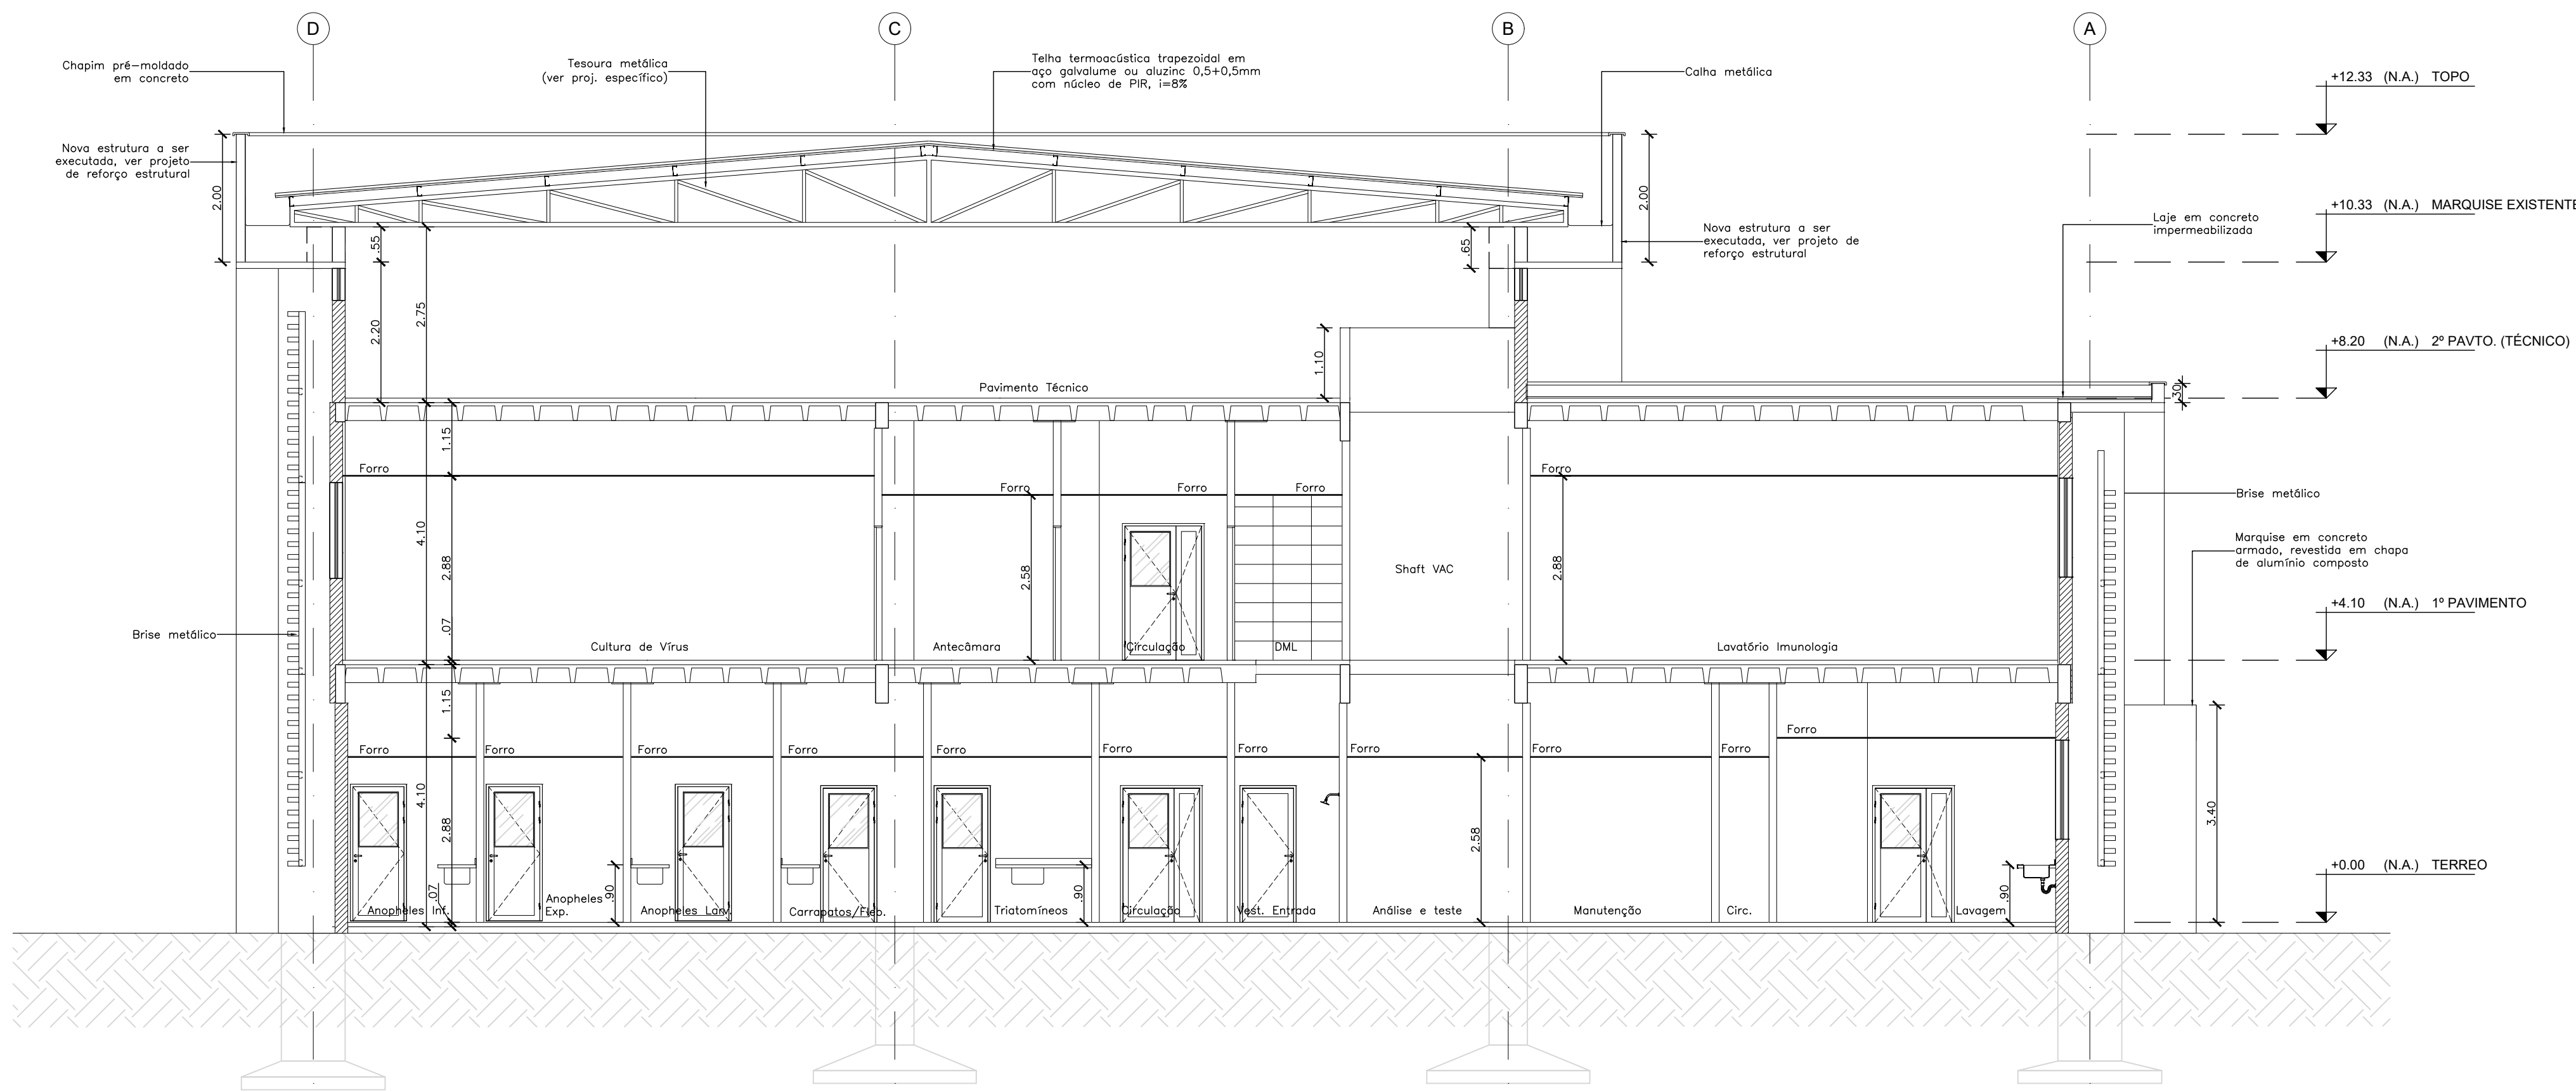 D
C
B
A
Chapim pré-moldado
em concreto
Tesoura metálica
(ver proj. específico)
Telha termoacústica trapezoidal em
aço galvalume ou aluzinc 0,5+0,5mm
com núcleo de PIR, i=8%
Calha metálica
+12.33 (N.A.) TOPO
Nova estrutura a ser
executada, ver projeto
de reforço estrutural
2.00
2.00
+10.33 (N.A.) MARQUISE EXISTENTE
Laje em concreto
impermeabilizada
Nova estrutura a ser
executada, ver projeto de
reforço estrutural
.55
.65
2.75
2.20
1.10
+8.20 (N.A.) 2º PAVTO. (TÉCNICO)
Pavimento Técnico
.30
1.15
Forro
Forro
Forro
Forro
Forro
Brise metálico
4.10
2.88
2.58
2.88
Shaft VAC
Marquise em concreto
armado, revestida em chapa
de alumínio composto
+4.10 (N.A.) 1º PAVIMENTO
Brise metálico
.07
Cultura de Vírus
Antecâmara
Circulação
DML
Lavatório Imunologia
1.15
Forro
Forro
Forro
Forro
Forro
Forro
Forro
Forro
Forro
Forro
Forro
4.10
2.88
2.58
3.40
+0.00 (N.A.) TERREO
.07
.90
.90
.90
Anopheles Inf.
Anopheles
Exp.
Anopheles Larv.
Carrapatos/Fleb.
Triatomíneos
Circulação
Vest. Entrada
Análise e teste
Manutenção
Circ.
Lavagem